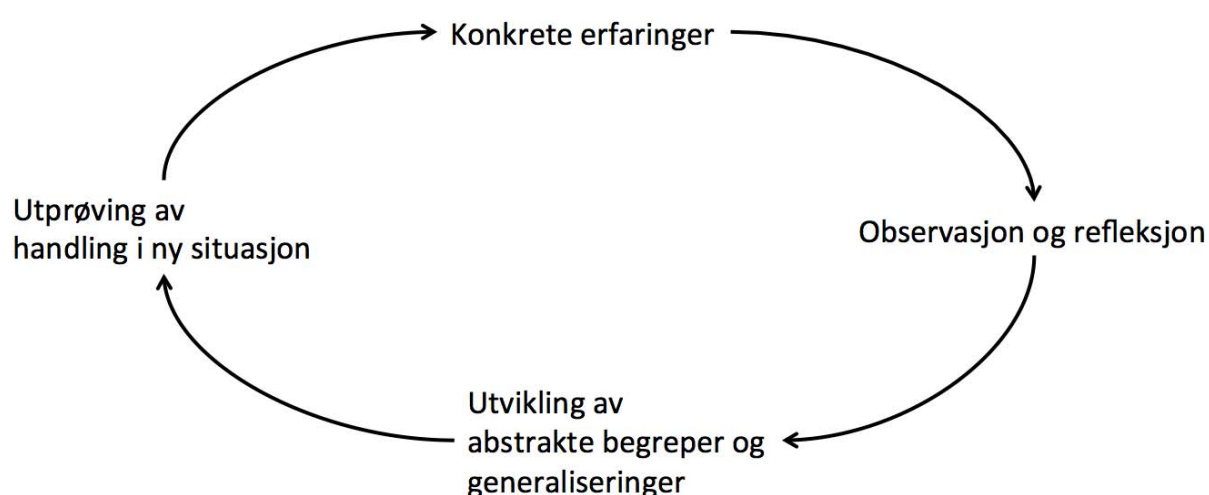 Konkrete erfaringer
Observasjon og refleksjon
Utvikling av
abstrakte begreper og
generaliseringer
Utprøving av
handling i ny situasjon